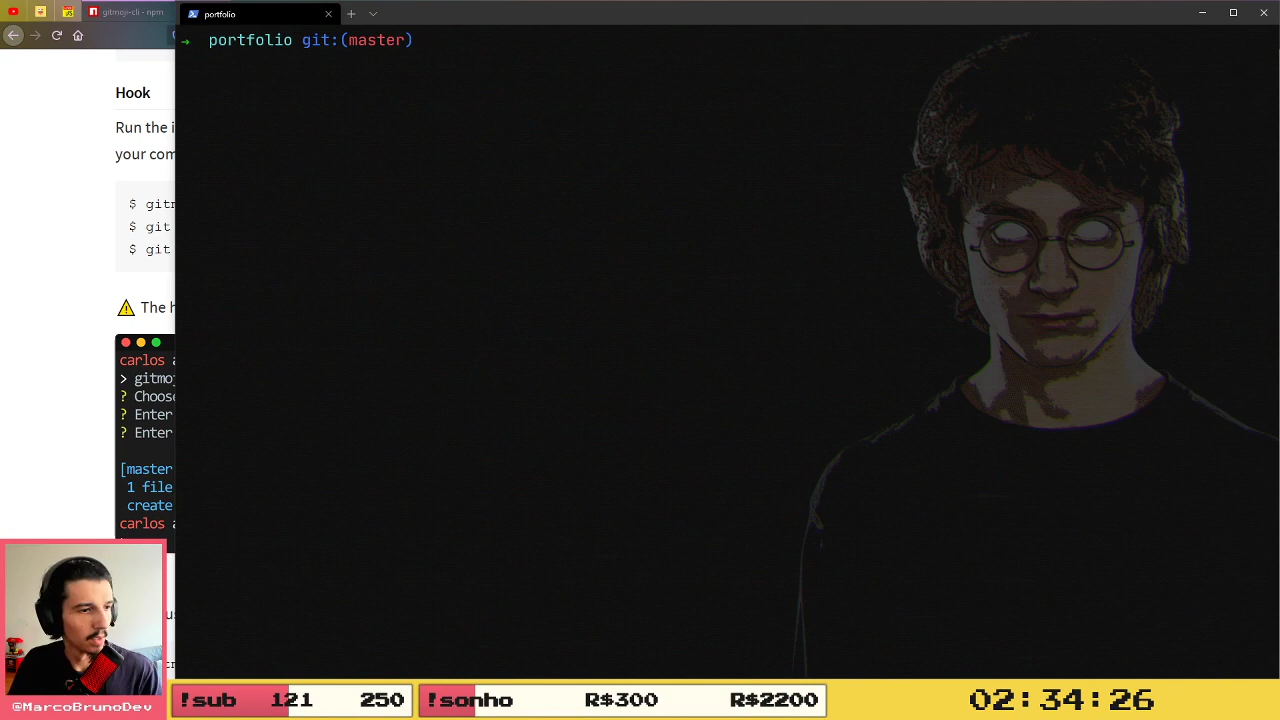 gitmoji-cli - npm
portfolio
→ portfolio git:(master)
Hook
Run the i
your com
$ gitm
$ git
$ git
The h
carlos a
> gitmoj
? Choose
? Enter
? Enter
[master
1 file
create
carlos a
@MarcoBrunoDev
!sub 121 250
!sonho R$300 R$2200
02:34:26